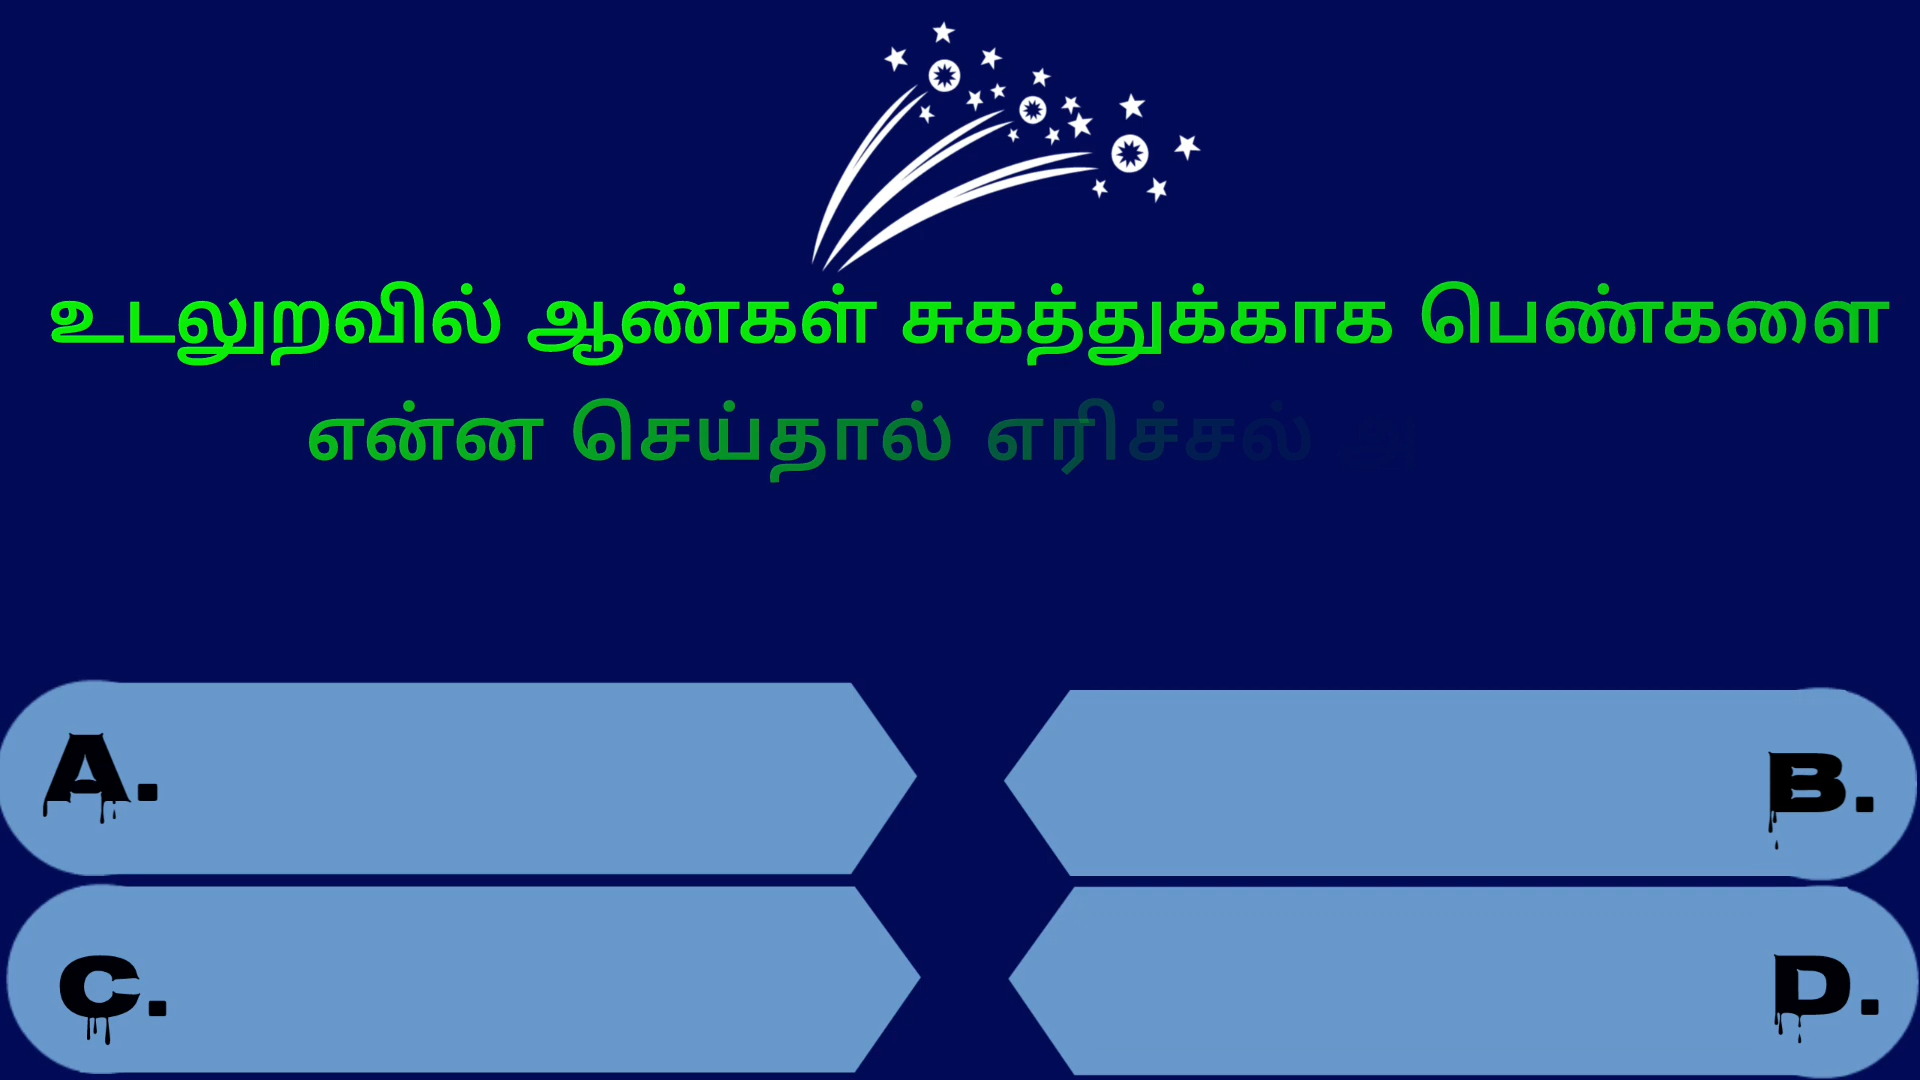 உடலுறவில் ஆண்கள் சுகத்துக்காக பெண்களை
என்ன செய்தால் எரிச்சல்
A.
B.
C.
D.